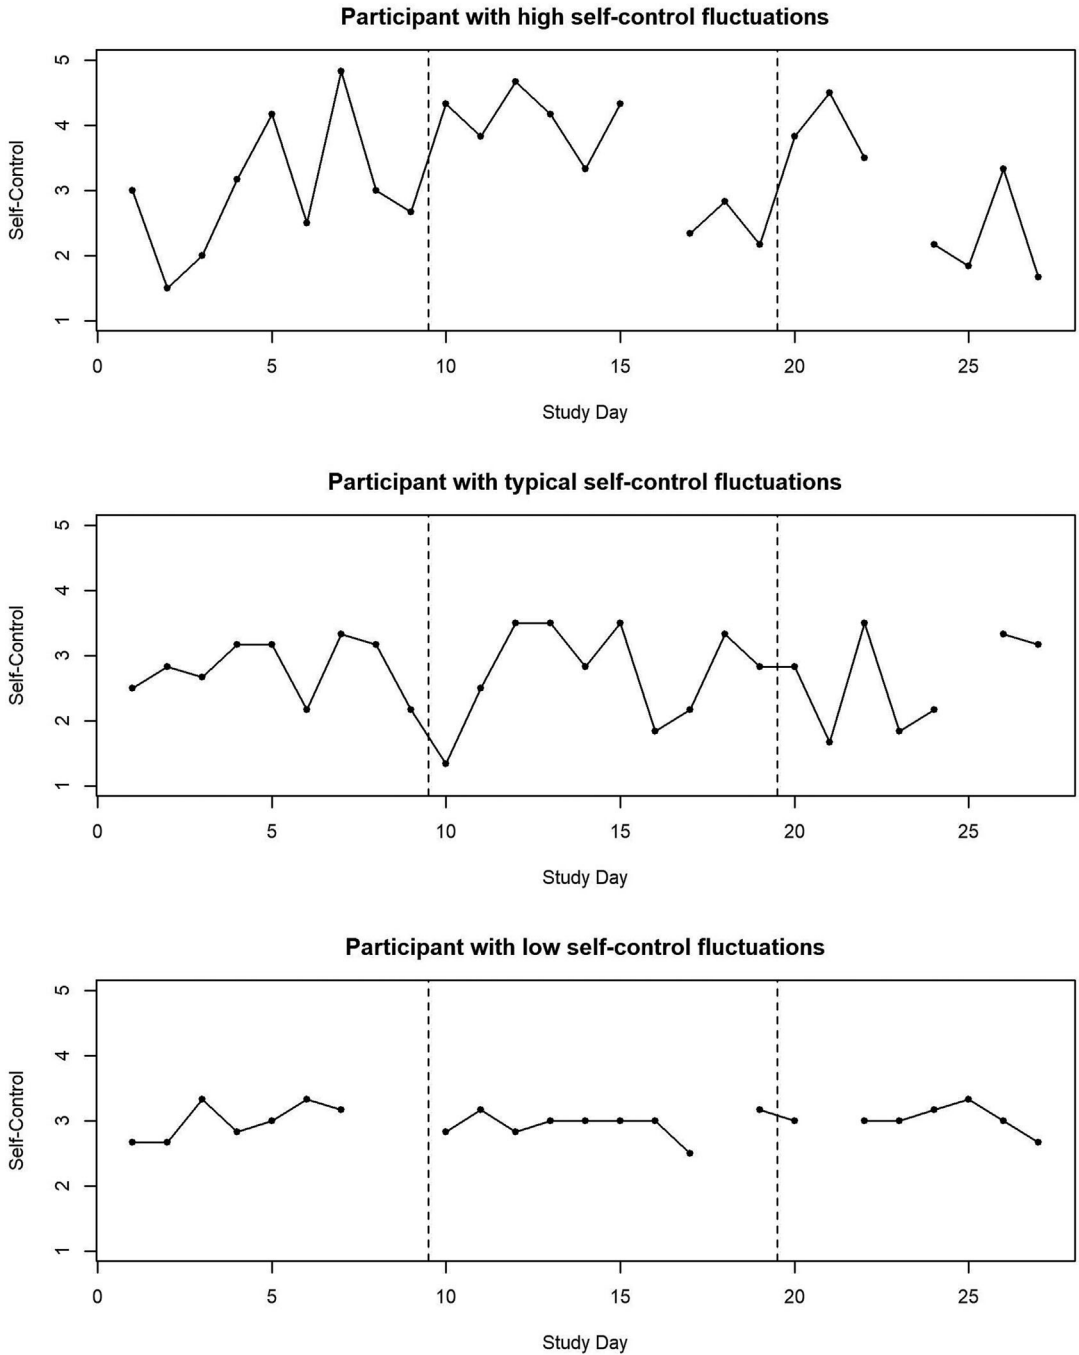 Participant with high self-control fluctuations
5
4
3
2
1
Self-Control
0 5 10 15 20 25
Study Day
Participant with typical self-control fluctuations
5
4
3
2
1
Self-Control
0 5 10 15 20 25
Study Day
Participant with low self-control fluctuations
5
4
3
2
1
Self-Control
0 5 10 15 20 25
Study Day